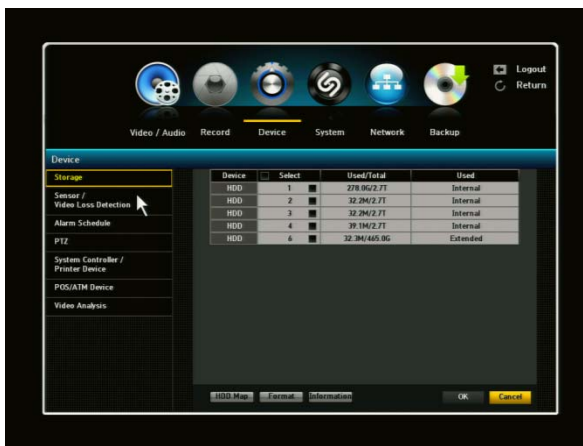 Logout
Return
Video / Audio Record Device System Network Backup
Device
Storage
Sensor /
Video Loss Detection
Alarm Schedule
PTZ
System Controller /
Printer Device
POS/ATM Device
Video Analysis
Device Select Used/Total Used
HDD 1 278.0G/2.7T Internal
HDD 2 32.2M/2.7T Internal
HDD 3 32.2M/2.7T Internal
HDD 4 39.1M/2.7T Internal
HDD 6 32.3M/465.0G Extended
HDD Map Format Information OK Cancel